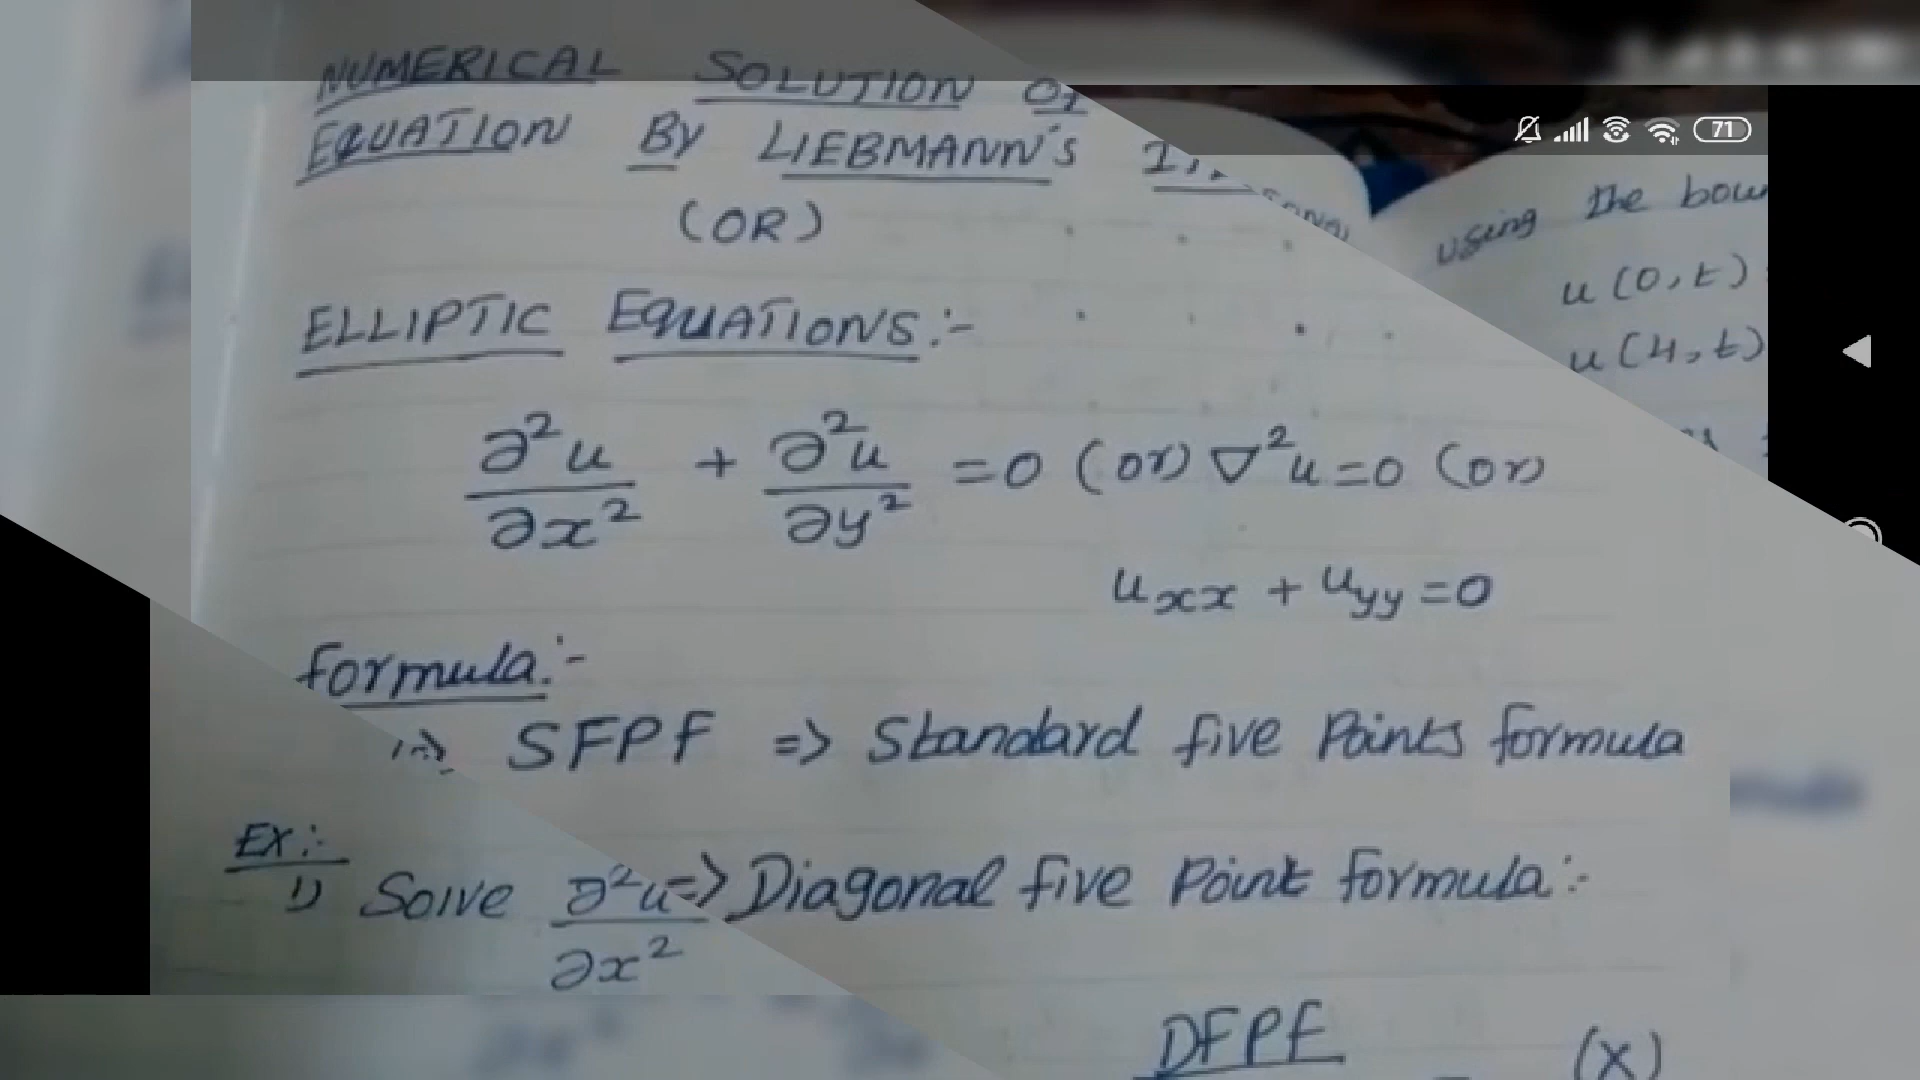 NUMERICAL SOLUTION OF
EQUATION By LIEBMANN'S
(OR)
ELLIPTIC EQUATIONS:-
∂²u/∂x² + ∂²u/∂y² = 0 (or) ∇²u = 0 (or)
uxx + uyy = 0
formula:-
SFPF => Standard five Points formula
Ex:-
1) Solve ∂²u/∂x²
=> Diagonal five Point formula:-
DFPF (X)
using the
u(0,t)
u(4,t)
71